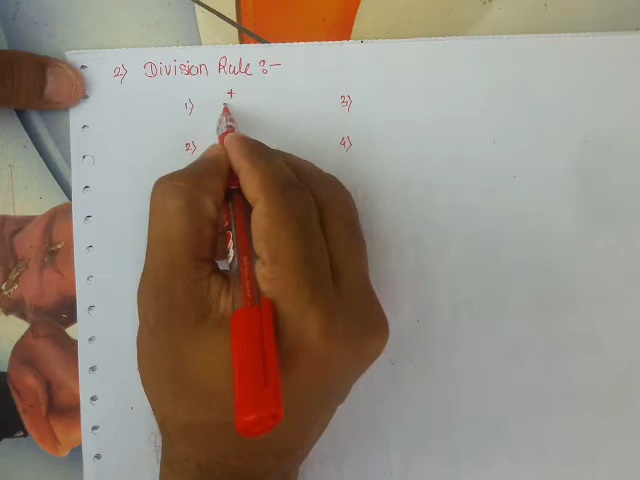 2) Division Rule :-
1) + 3)
2) 4)